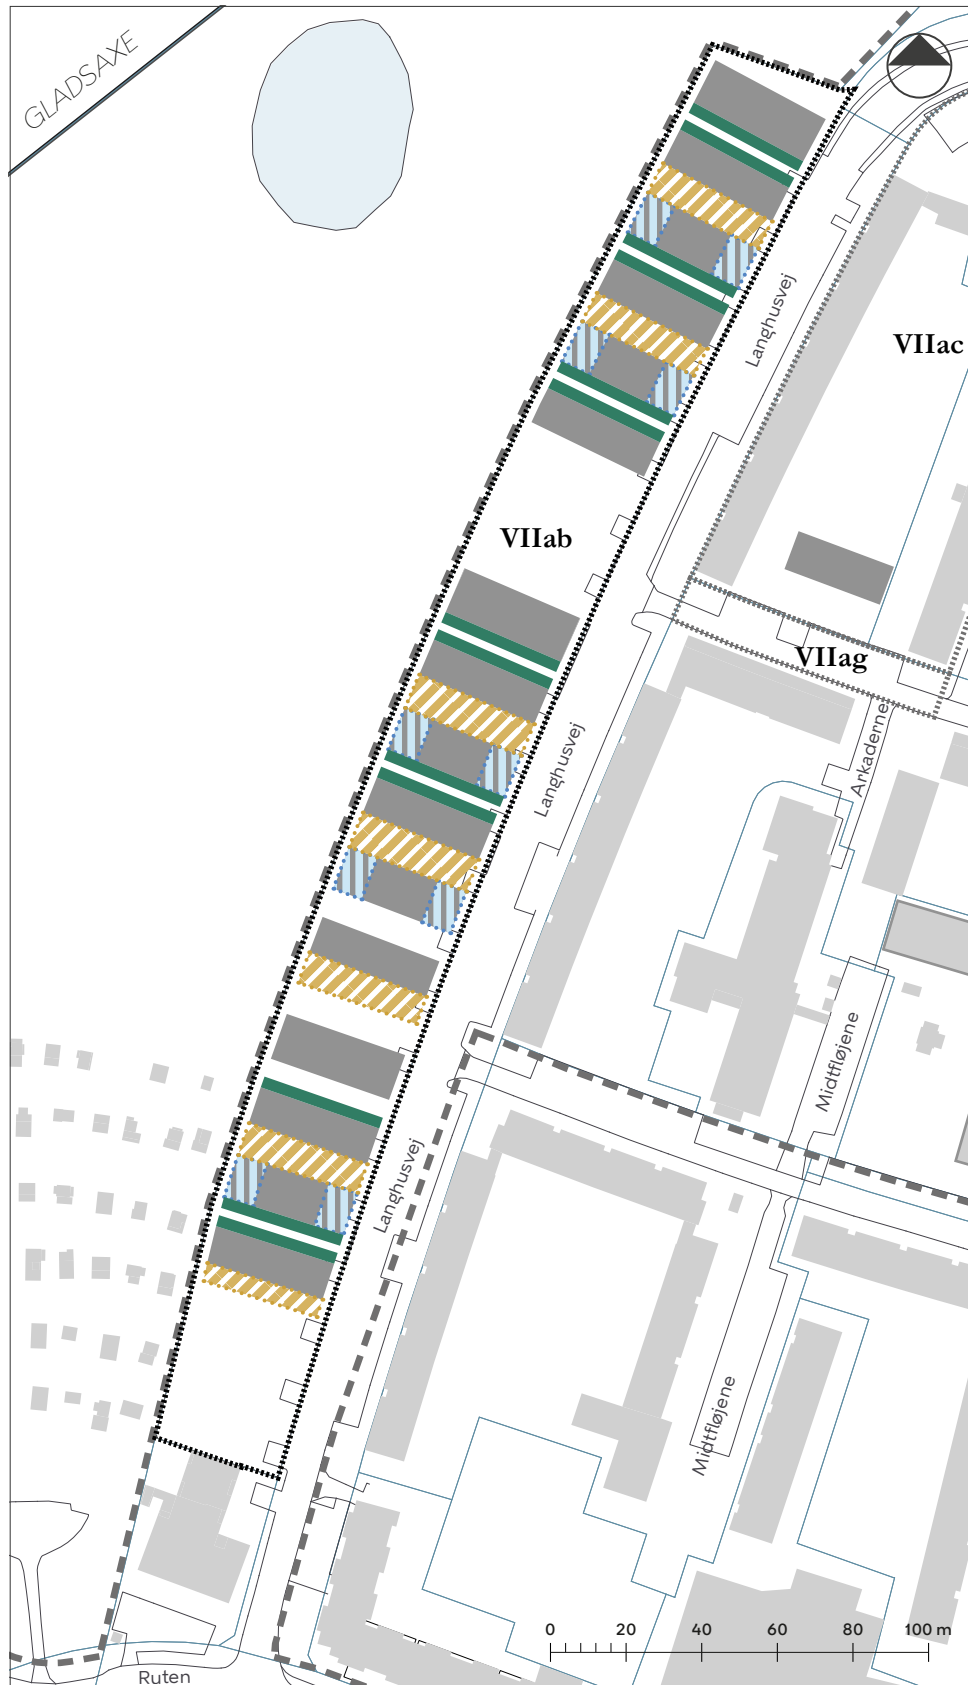 GLADSAXE
Langhusvej
VIIac
VIIab
VIIag
Arkaderne
Langhusvej
Midtfløjene
Langhusvej
Midtfløjene
0 20 40 60 80 100 m
Ruten